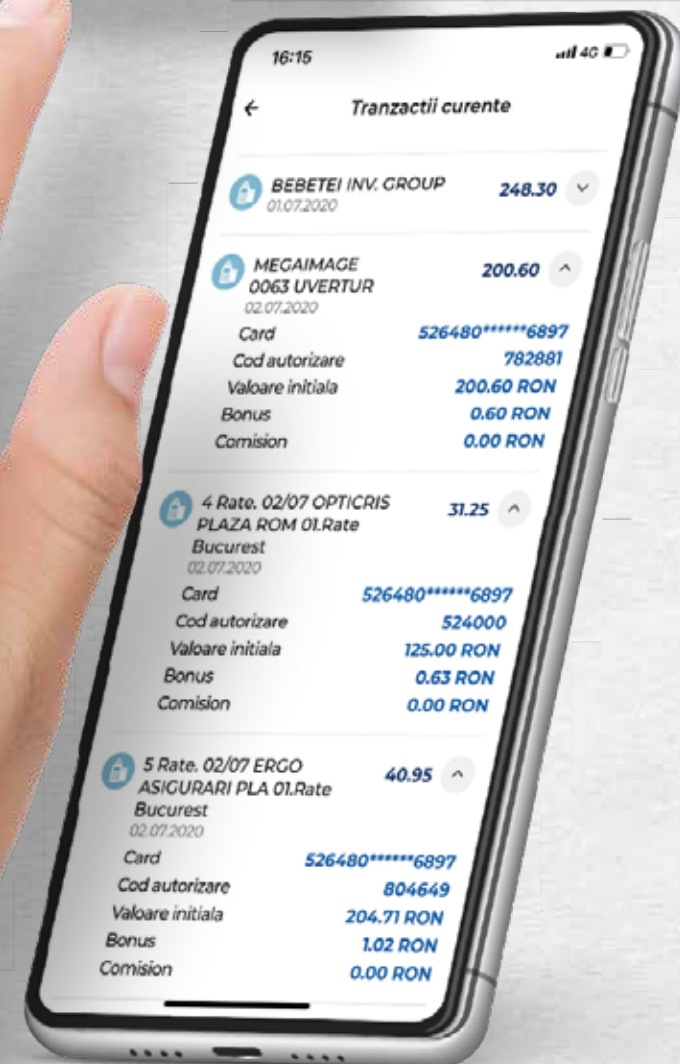 16:15
4G
Tranzactii curente
BEBETEI INV. GROUP 248.30
01.07.2020
MEGAIMAGE 200.60
0063 UVERTUR
02.07.2020
Card 526480******6897
Cod autorizare 782881
Valoare initiala 200.60 RON
Bonus 0.60 RON
Comision 0.00 RON
4 Rate. 02/07 OPTICRIS 31.25
PLAZA ROM 01.Rate
Bucurest
02.07.2020
Card 526480******6897
Cod autorizare 524000
Valoare initiala 125.00 RON
Bonus 0.63 RON
Comision 0.00 RON
5 Rate. 02/07 ERGO 40.95
ASIGURARI PLA 01.Rate
Bucurest
02.07.2020
Card 526480******6897
Cod autorizare 804649
Valoare initiala 204.71 RON
Bonus 1.02 RON
Comision 0.00 RON